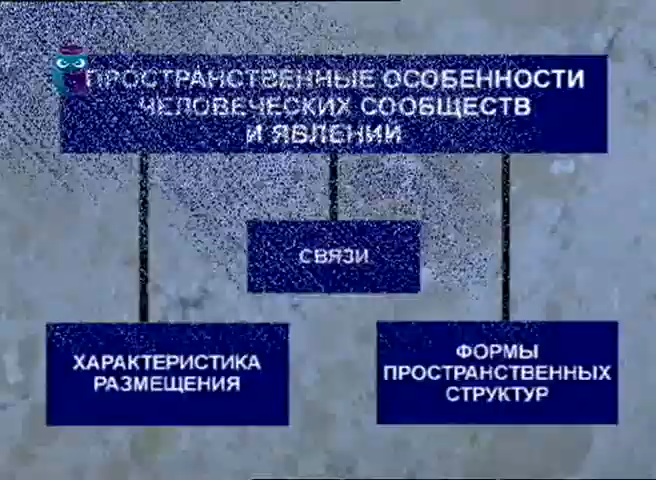 ПРОСТРАНСТВЕННЫЕ ОСОБЕННОСТИ
ЧЕЛОВЕЧЕСКИХ СООБЩЕСТВ
И ЯВЛЕНИЙ
СВЯЗИ
ХАРАКТЕРИСТИКА
РАЗМЕЩЕНИЯ
ФОРМЫ
ПРОСТРАНСТВЕННЫХ
СТРУКТУР